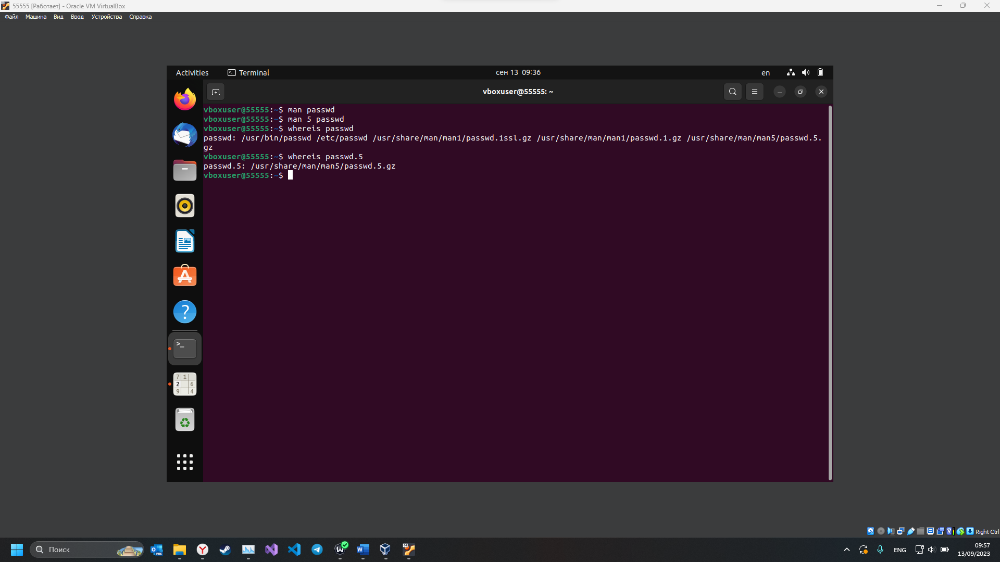 55555 [Работает] - Oracle VM VirtualBox
Файл Машина Вид Ввод Устройства Справка
Activities Terminal сен 13 09:36 en
vboxuser@55555: ~
vboxuser@55555:~$ man passwd
vboxuser@55555:~$ man 5 passwd
vboxuser@55555:~$ whereis passwd
passwd: /usr/bin/passwd /etc/passwd /usr/share/man/man1/passwd.1ssl.gz /usr/share/man/man1/passwd.1.gz /usr/share/man/man5/passwd.5.
gz
vboxuser@55555:~$ whereis passwd.5
passwd.5: /usr/share/man/man5/passwd.5.gz
vboxuser@55555:~$
7 1
2 6
9 4
Right Ctrl
Поиск
ENG
09:57
13/09/2023